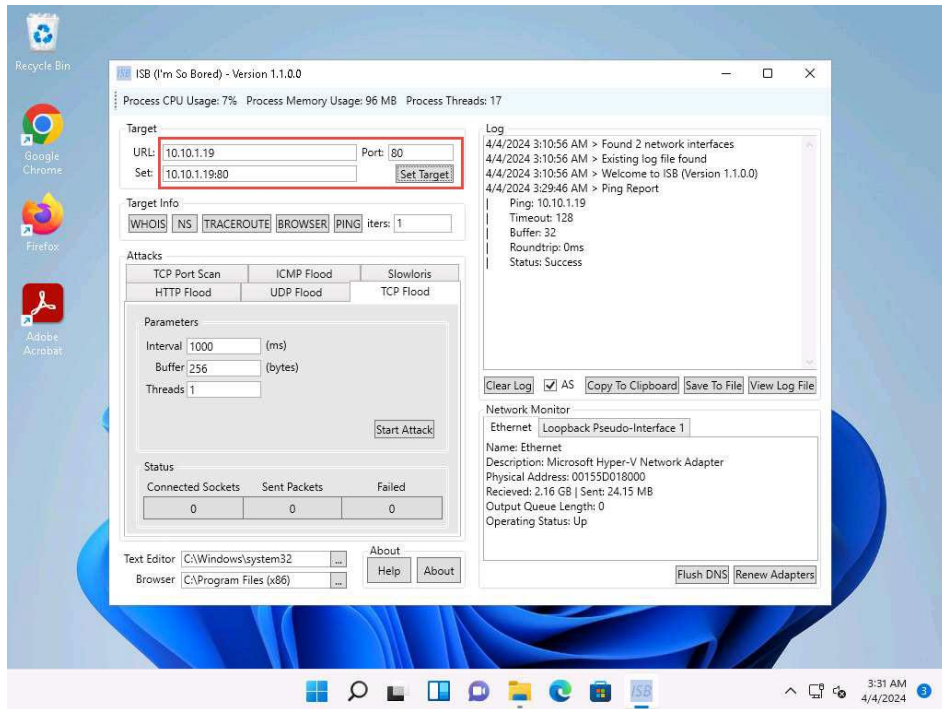 Recycle Bin
Google
Chrome
Firefox
Adobe
Acrobat
ISB ISB (I'm So Bored) - Version 1.1.0.0
Process CPU Usage: 7% Process Memory Usage: 96 MB Process Threads: 17
Target
URL: 10.10.1.19 Port: 80
Set: 10.10.1.19:80 Set Target
Target Info
WHOIS NS TRACEROUTE BROWSER PING iters: 1
Attacks
TCP Port Scan ICMP Flood Slowloris
HTTP Flood UDP Flood TCP Flood
Parameters
Interval 1000 (ms)
Buffer 256 (bytes)
Threads 1
Start Attack
Status
Connected Sockets Sent Packets Failed
0 0 0
Text Editor C:\Windows\system32 ...
Browser C:\Program Files (x86) ...
About
Help About
Log
4/4/2024 3:10:56 AM > Found 2 network interfaces
4/4/2024 3:10:56 AM > Existing log file found
4/4/2024 3:10:56 AM > Welcome to ISB (Version 1.1.0.0)
4/4/2024 3:29:46 AM > Ping Report
| Ping: 10.10.1.19
| Timeout: 128
| Buffer: 32
| Roundtrip: 0ms
| Status: Success
Clear Log AS Copy To Clipboard Save To File View Log File
Network Monitor
Ethernet Loopback Pseudo-Interface 1
Name: Ethernet
Description: Microsoft Hyper-V Network Adapter
Physical Address: 00155D018000
Recieved: 2.16 GB | Sent: 24.15 MB
Output Queue Length: 0
Operating Status: Up
Flush DNS Renew Adapters
ISB
3:31 AM
4/4/2024
3